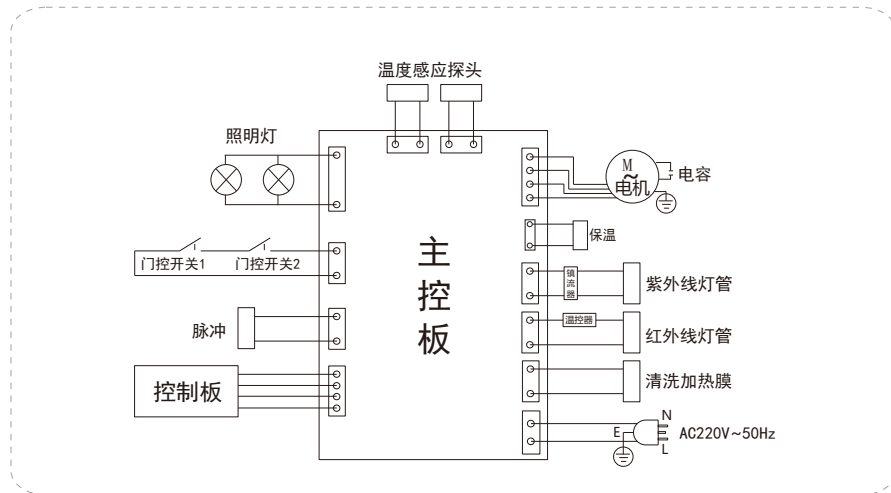 温度感应探头
照明灯
M
~
电机
电容
保温
门控开关1
门控开关2
主控板
镇流器
紫外线灯管
脉冲
温控器
红外线灯管
控制板
清洗加热膜
N
E
L
AC220V~50Hz